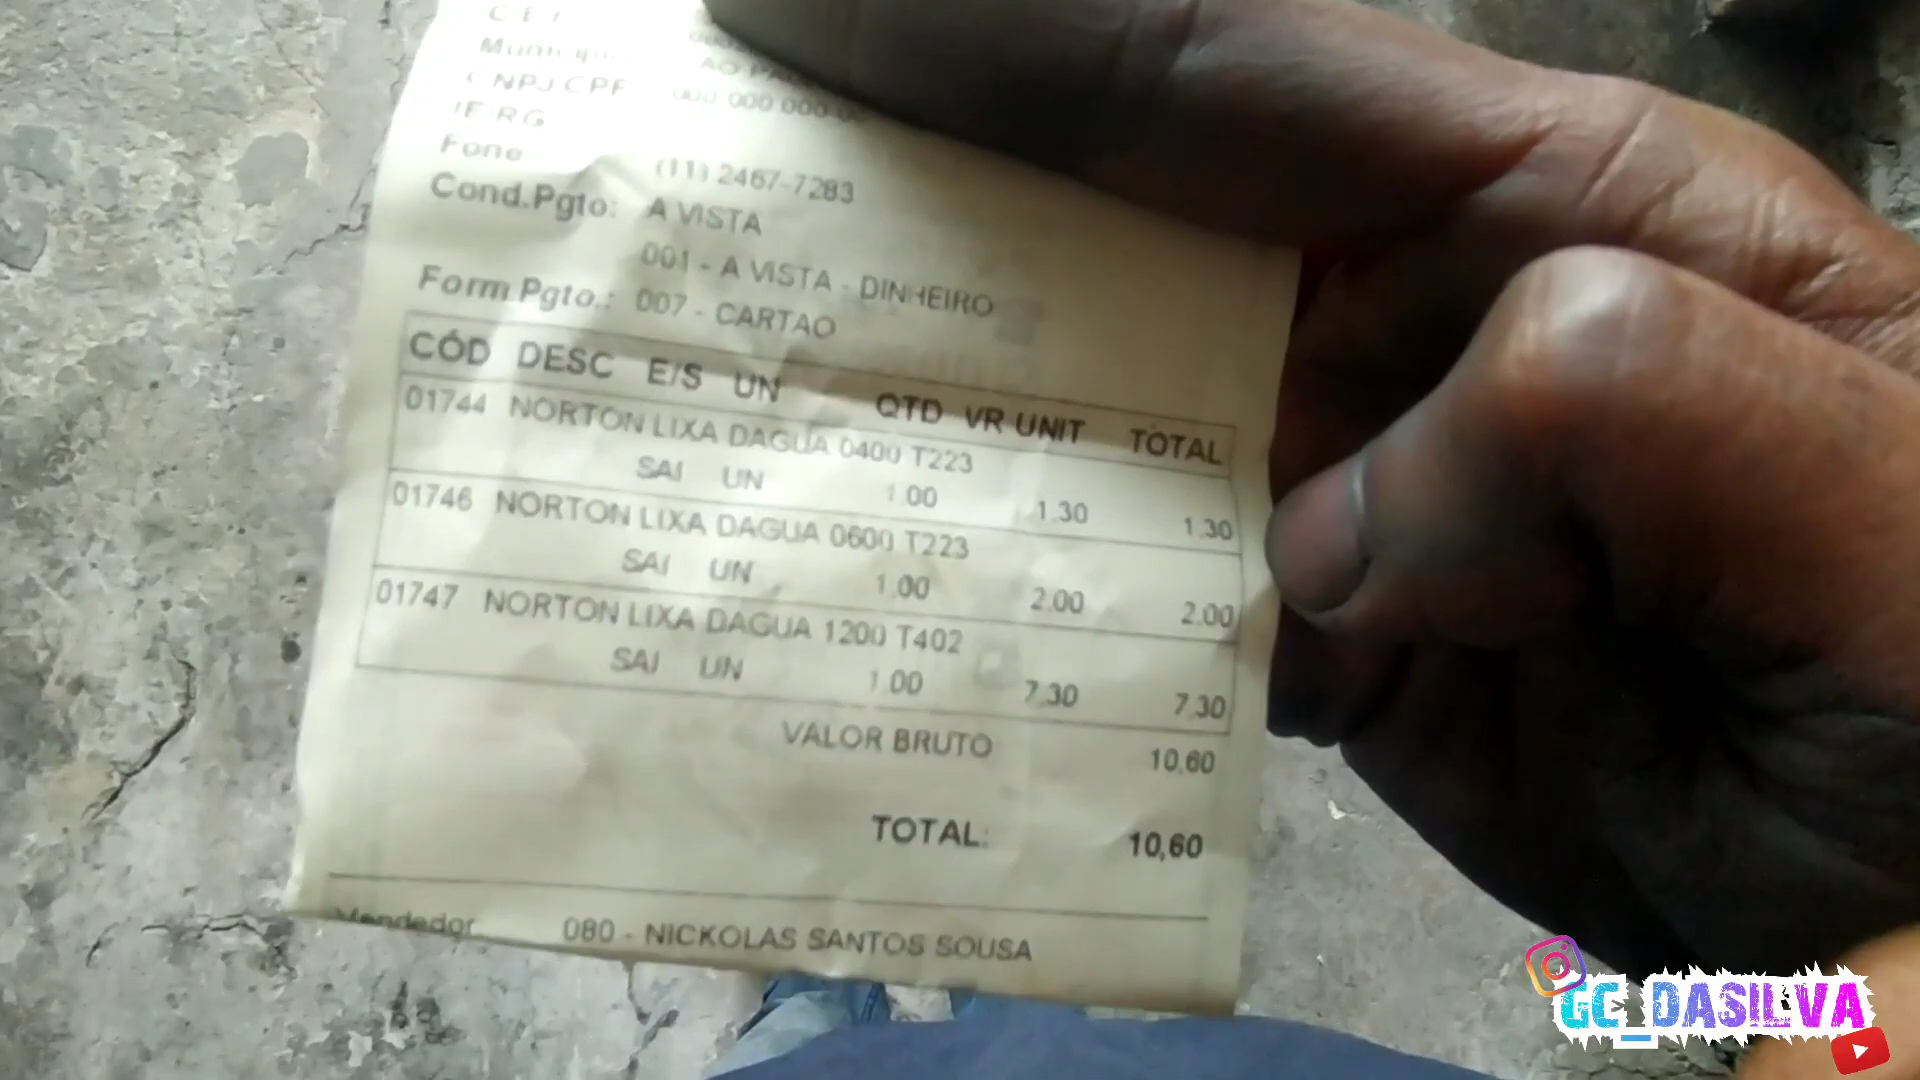 CNPJ CPF
IE/RG
Fone (11) 2467-7283
Cond.Pgto: A VISTA
001 - A VISTA - DINHEIRO
Form.Pgto.: 007 - CARTAO
CÓD DESC E/S UN QTD VR UNIT TOTAL
01744 NORTON LIXA DAGUA 0400 T223
SAI UN 1.00 1.30 1.30
01746 NORTON LIXA DAGUA 0600 T223
SAI UN 1.00 2.00 2.00
01747 NORTON LIXA DAGUA 1200 T402
SAI UN 1.00 7,30 7,30
VALOR BRUTO 10,60
TOTAL: 10,60
Vendedor 080 - NICKOLAS SANTOS SOUSA
GC_DASILVA